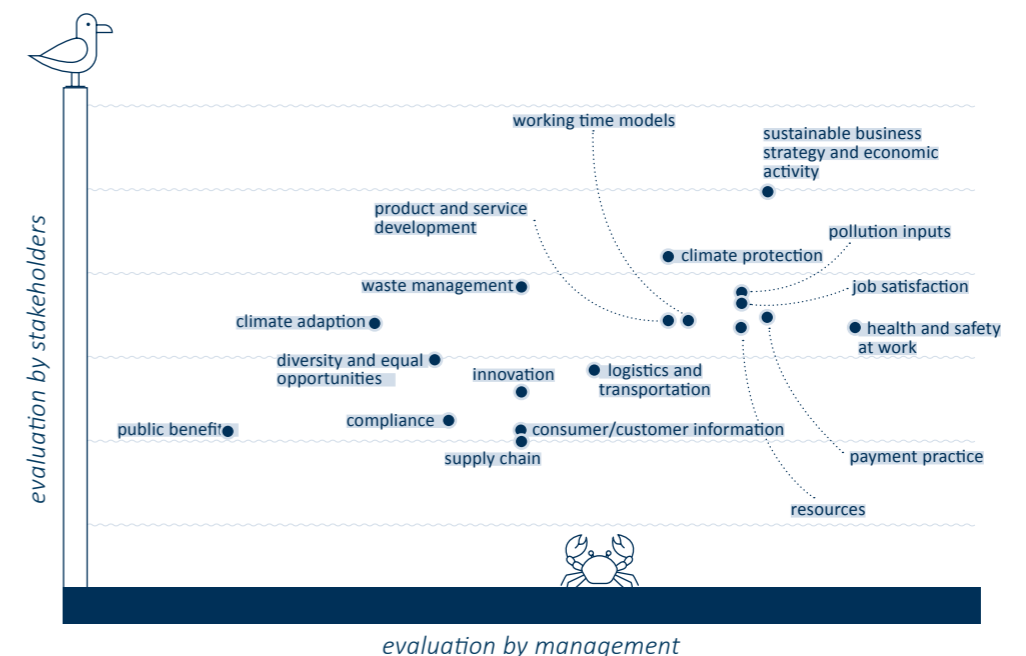 working time models
sustainable business
strategy and economic
activity
product and service
development
pollution inputs
climate protection
waste management
job satisfaction
climate adaption
health and safety
at work
diversity and equal
opportunities
innovation
logistics and
transportation
public benefit
compliance
consumer/customer information
supply chain
payment practice
resources
evaluation by stakeholders
evaluation by management